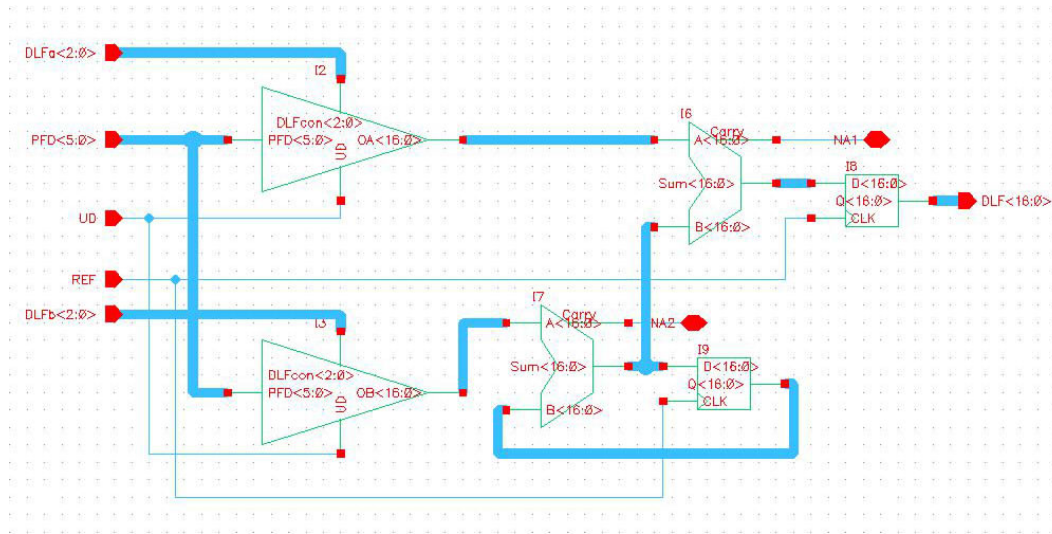 DLFa<2:0>
I2
DLFcon<2:0>
PFD<5:0>
PFD<5:0>
OA<16:0>
UD
I6
Carry
A<16:0>
NA1
Sum<16:0>
I8
D<16:0>
Q<16:0>
DLF<16:0>
UD
CLK
B<16:0>
REF
DLFb<2:0>
I3
I7
Carry
A<16:0>
NA2
I9
Sum<16:0>
D<16:0>
DLFcon<2:0>
PFD<5:0>
OB<16:0>
Q<16:0>
UD
B<16:0>
CLK